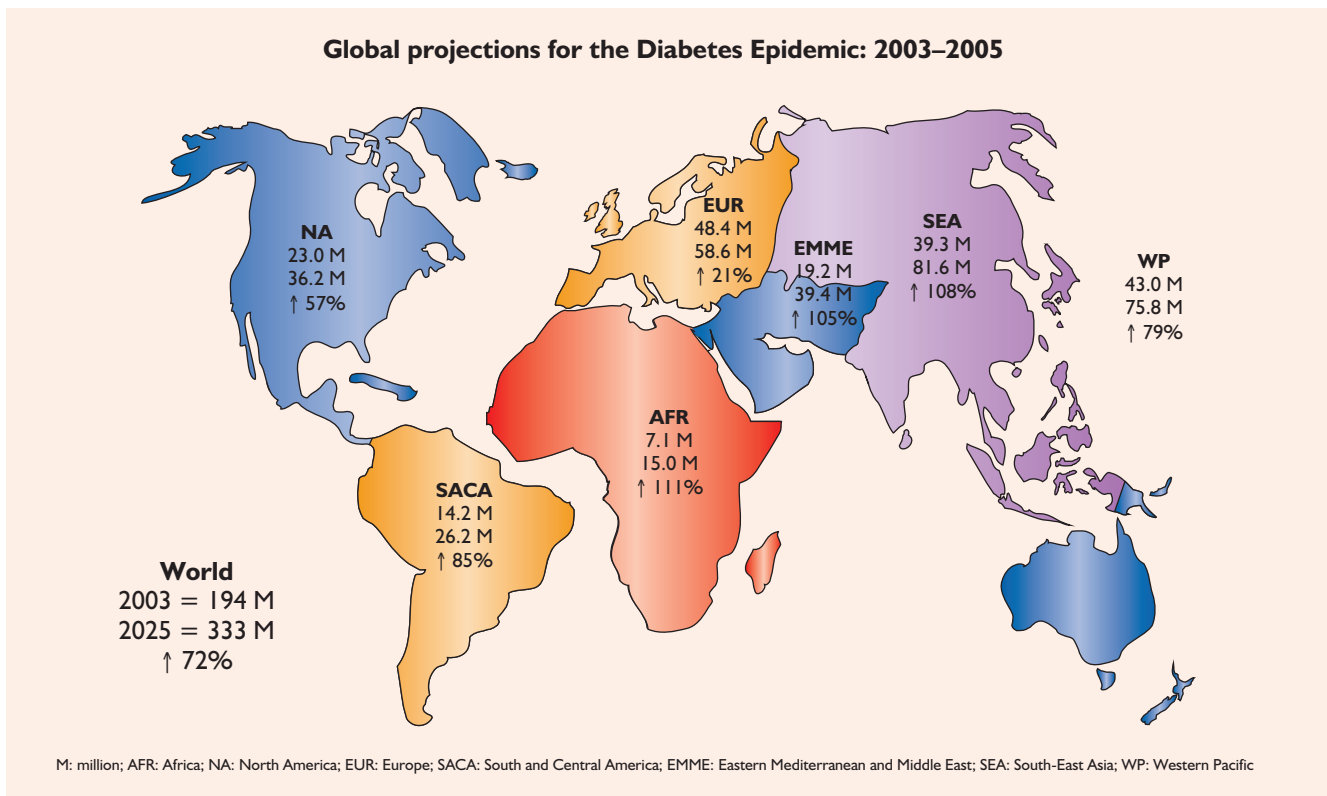 Global projections for the Diabetes Epidemic: 2003–2005
NA
23.0 M
36.2 M
↑ 57%
EUR
48.4 M
58.6 M
↑ 21%
EMME
19.2 M
39.4 M
↑ 105%
SEA
39.3 M
81.6 M
↑ 108%
WP
43.0 M
75.8 M
↑ 79%
AFR
7.1 M
15.0 M
↑ 111%
SACA
14.2 M
26.2 M
↑ 85%
World
2003 = 194 M
2025 = 333 M
↑ 72%
M: million; AFR: Africa; NA: North America; EUR: Europe; SACA: South and Central America; EMME: Eastern Mediterranean and Middle East; SEA: South-East Asia; WP: Western Pacific